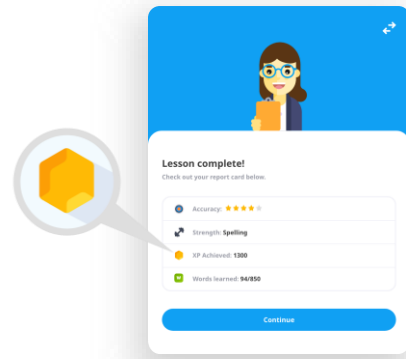 Lesson complete!
Check out your report card below.
Accuracy:
Strength: Spelling
XP Achieved: 1300
Words learned: 94/850
Continue